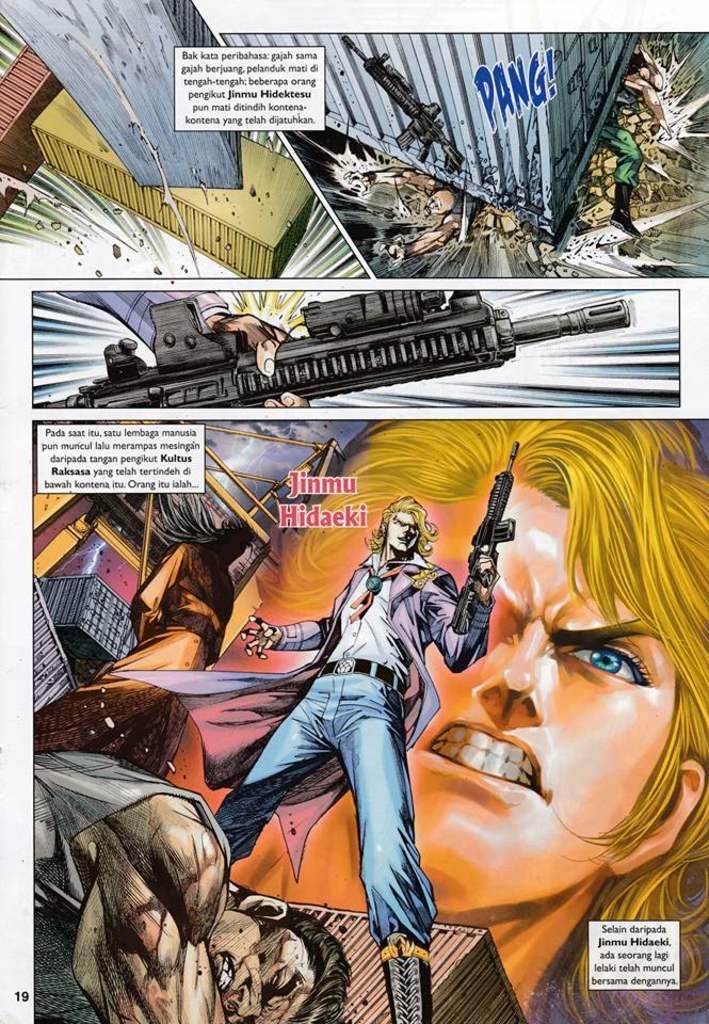 Bak kata peribahasa: gajah sama
gajah berjuang, pelanduk mati di
tengah-tengah; beberapa orang
pengikut Jinmu Hidektesu
pun mati ditindih kontena-
kontena yang telah dijatuhkan.
PANG!
Pada saat itu, satu lembaga manusia
pun muncul lalu merampas mesingan
daripada tangan pengikut Kultus
Raksasa yang telah tertindeh di
bawah kontena itu. Orang itu ialah...
Jinmu
Hidaeki
Selain daripada
Jinmu Hidaeki,
ada seorang lagi
lelaki telah muncul
bersama dengannya.
19